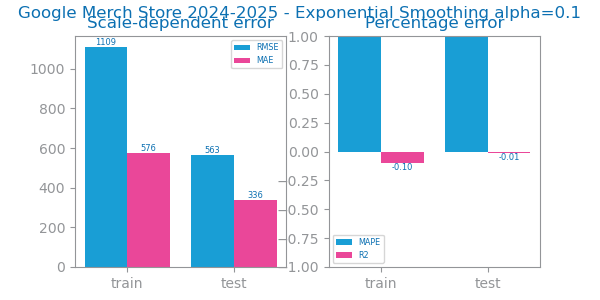 Google Merch Store 2024-2025 - Exponential Smoothing alpha=0.1
Scale-dependent error
Percentage error
1109
576
563
336
RMSE
MAE
1000
800
600
400
200
0
train
test
1.00
0.75
0.50
0.25
0.00
0.25
0.50
0.75
1.00
-0.10
-0.01
MAPE
R2
train
test